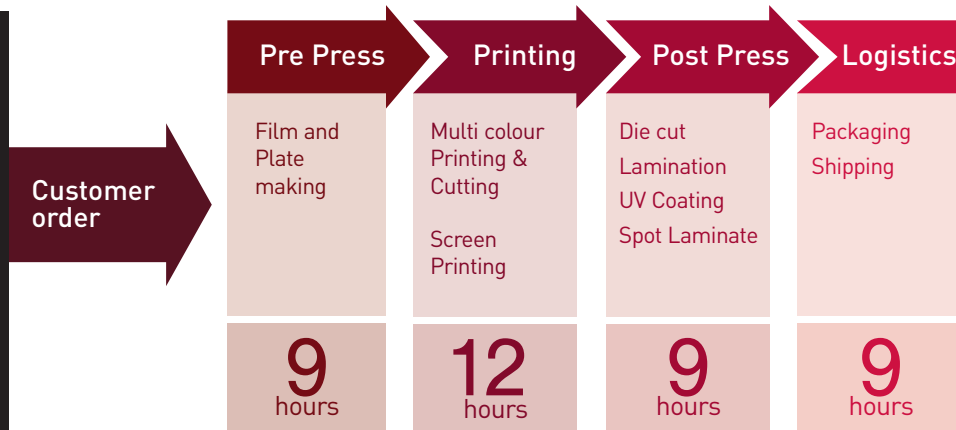 Customer
order
Pre Press
Film and
Plate
making
9
hours
Printing
Multi colour
Printing &
Cutting
Screen
Printing
12
hours
Post Press
Die cut
Lamination
UV Coating
Spot Laminate
9
hours
Logistics
Packaging
Shipping
9
hours